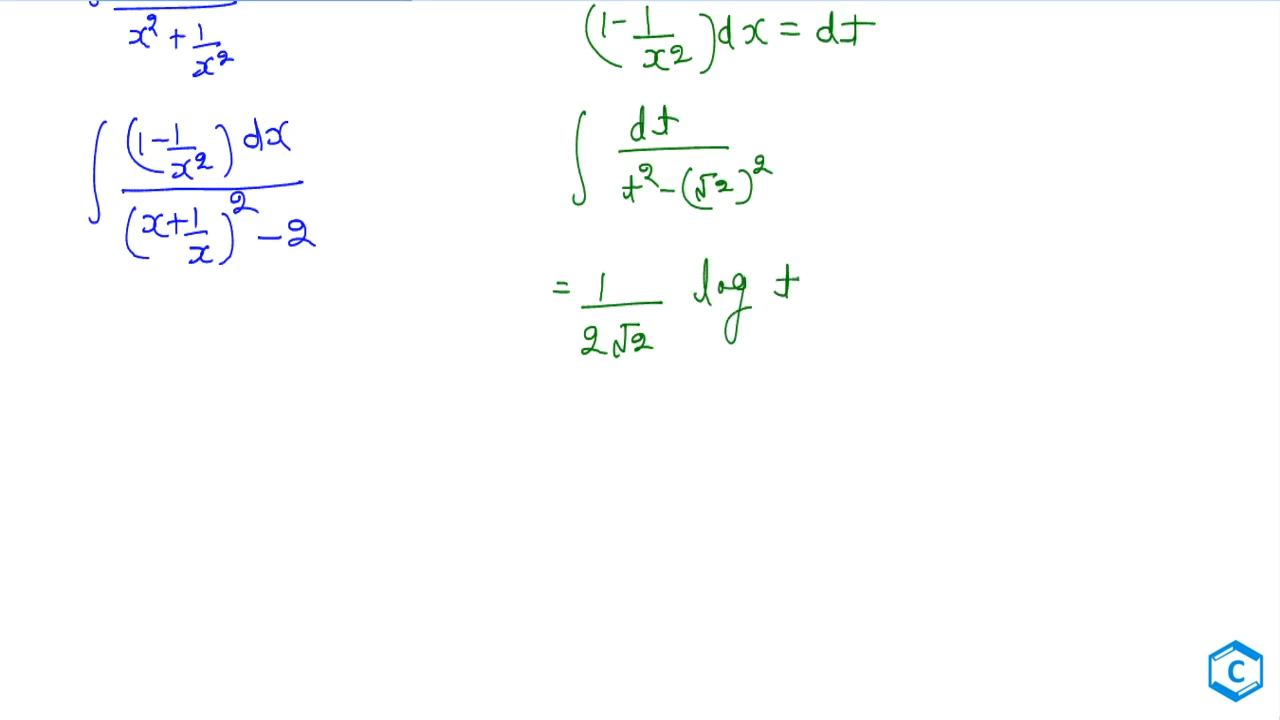 x² + 1/x²
∫ (1 - 1/x²) dx / ((x + 1/x)² - 2)
(1 - 1/x²) dx = dt
∫ dt / (t² - (√2)²)
= 1/(2√2) log t
C